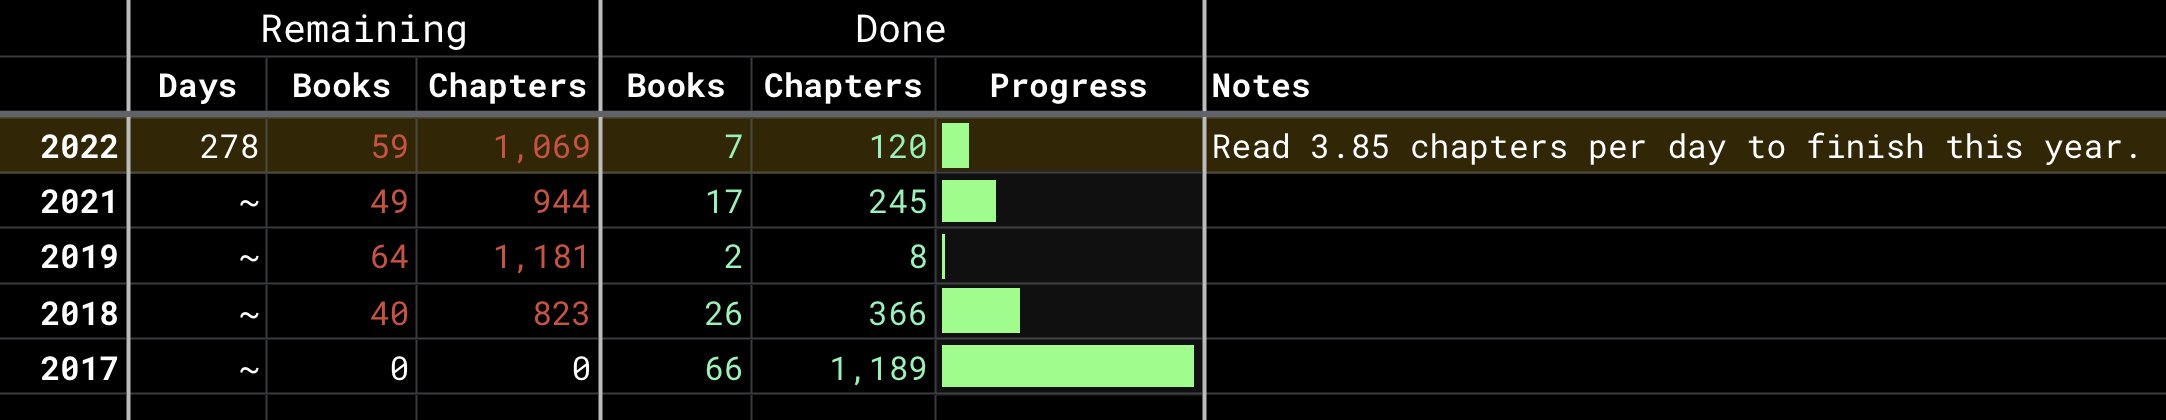 Remaining Done
Days Books Chapters Books Chapters Progress Notes
2022 278 59 1,069 7 120 Read 3.85 chapters per day to finish this year.
2021 ~ 49 944 17 245
2019 ~ 64 1,181 2 8
2018 ~ 40 823 26 366
2017 ~ 0 0 66 1,189